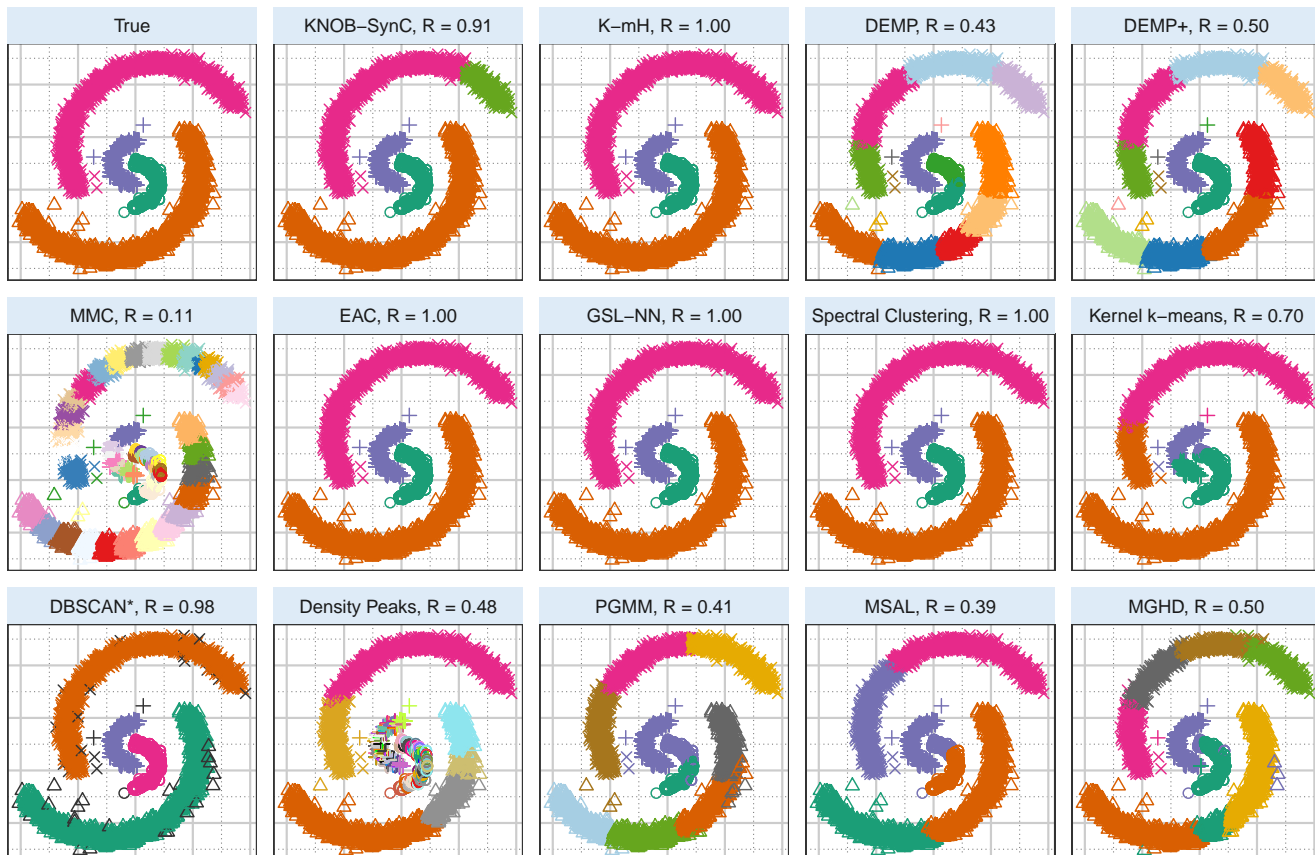 True
KNOB−SynC, R = 0.91
K−mH, R = 1.00
DEMP, R = 0.43
DEMP+, R = 0.50
MMC, R = 0.11
EAC, R = 1.00
GSL−NN, R = 1.00
Spectral Clustering, R = 1.00
Kernel k−means, R = 0.70
DBSCAN*, R = 0.98
Density Peaks, R = 0.48
PGMM, R = 0.41
MSAL, R = 0.39
MGHD, R = 0.50